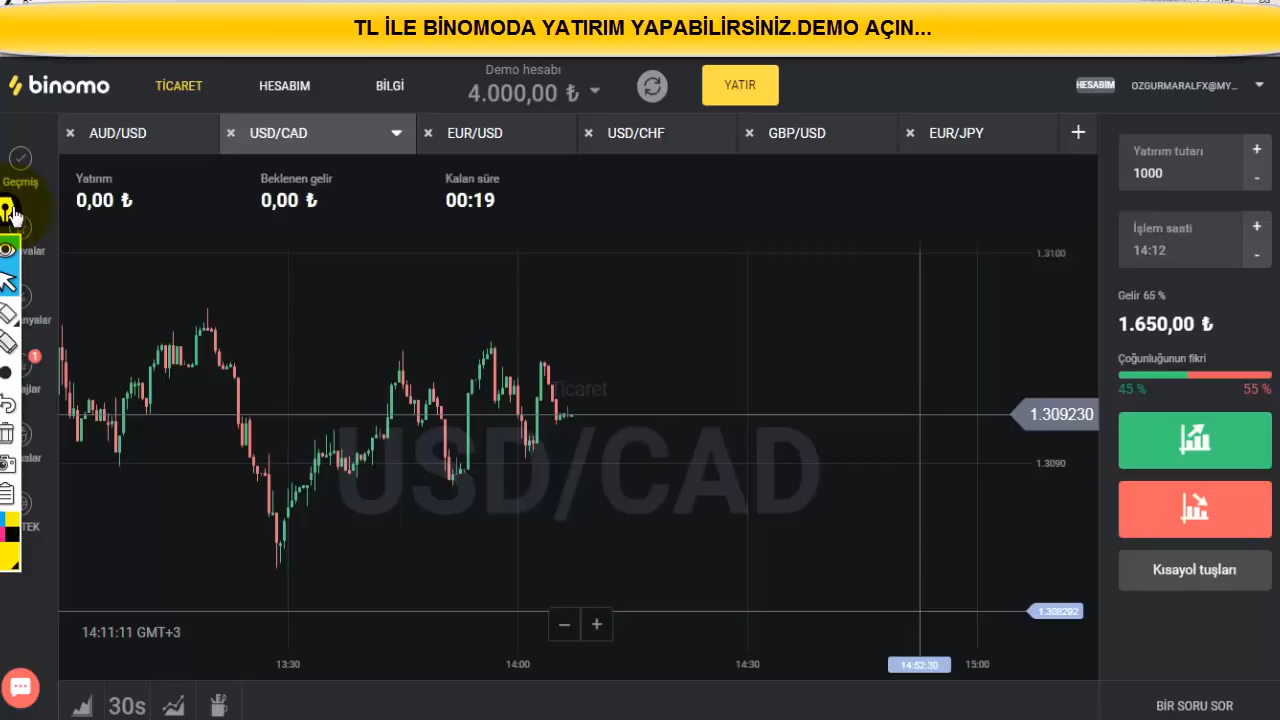 TL İLE BİNOMODA YATIRIM YAPABİLİRSİNİZ.DEMO AÇIN...
binomo
TİCARET
HESABIM
BİLGİ
Demo hesabı
4.000,00 ₺
YATIR
HESABIM
OZGURMARALFX@MY...
AUD/USD
USD/CAD
EUR/USD
USD/CHF
GBP/USD
EUR/JPY
+
Geçmiş
Yatırım
0,00 ₺
Beklenen gelir
0,00 ₺
Kalan süre
00:19
Yatırım tutarı
1000
+
-
İşlem saati
14:12
+
-
Gelir 65 %
1.650,00 ₺
Çoğunluğunun fikri
45 %
55 %
Kısayol tuşları
1.3100
1.309230
1.3090
1.308292
Ticaret
USD/CAD
1
14:11:11 GMT+3
−
+
13:30
14:00
14:30
14:52:30
15:00
30s
BİR SORU SOR